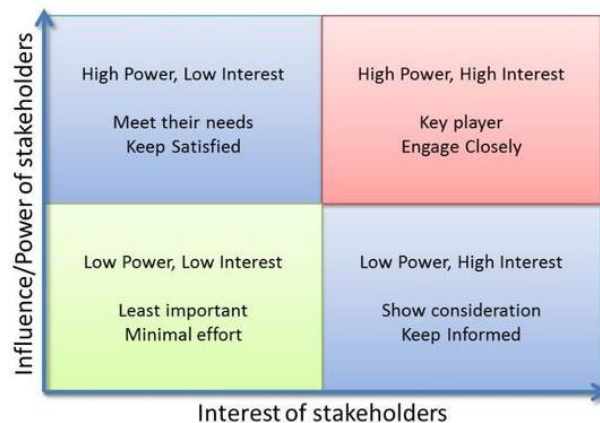 Influence/Power of stakeholders
High Power, Low Interest
Meet their needs
Keep Satisfied
High Power, High Interest
Key player
Engage Closely
Low Power, Low Interest
Least important
Minimal effort
Low Power, High Interest
Show consideration
Keep Informed
Interest of stakeholders